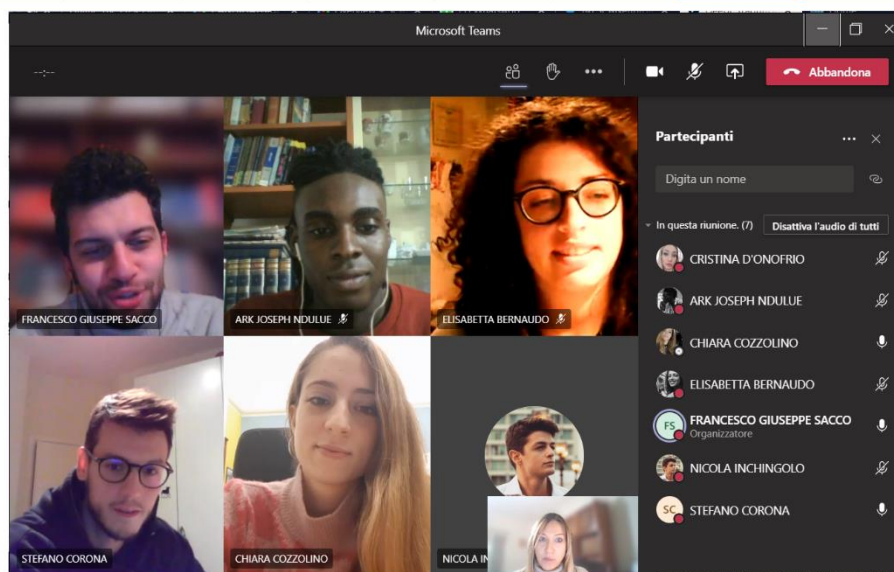 Microsoft Teams
--:--
Abbandona
FRANCESCO GIUSEPPE SACCO
ARK JOSEPH NDULUE
ELISABETTA BERNAUDO
STEFANO CORONA
CHIARA COZZOLINO
NICOLA
Partecipanti
Digita un nome
In questa riunione. (7)
Disattiva l'audio di tutti
CRISTINA D'ONOFRIO
ARK JOSEPH NDULUE
CHIARA COZZOLINO
ELISABETTA BERNAUDO
FS
FRANCESCO GIUSEPPE SACCO
Organizzatore
NICOLA INCHINGOLO
SC
STEFANO CORONA